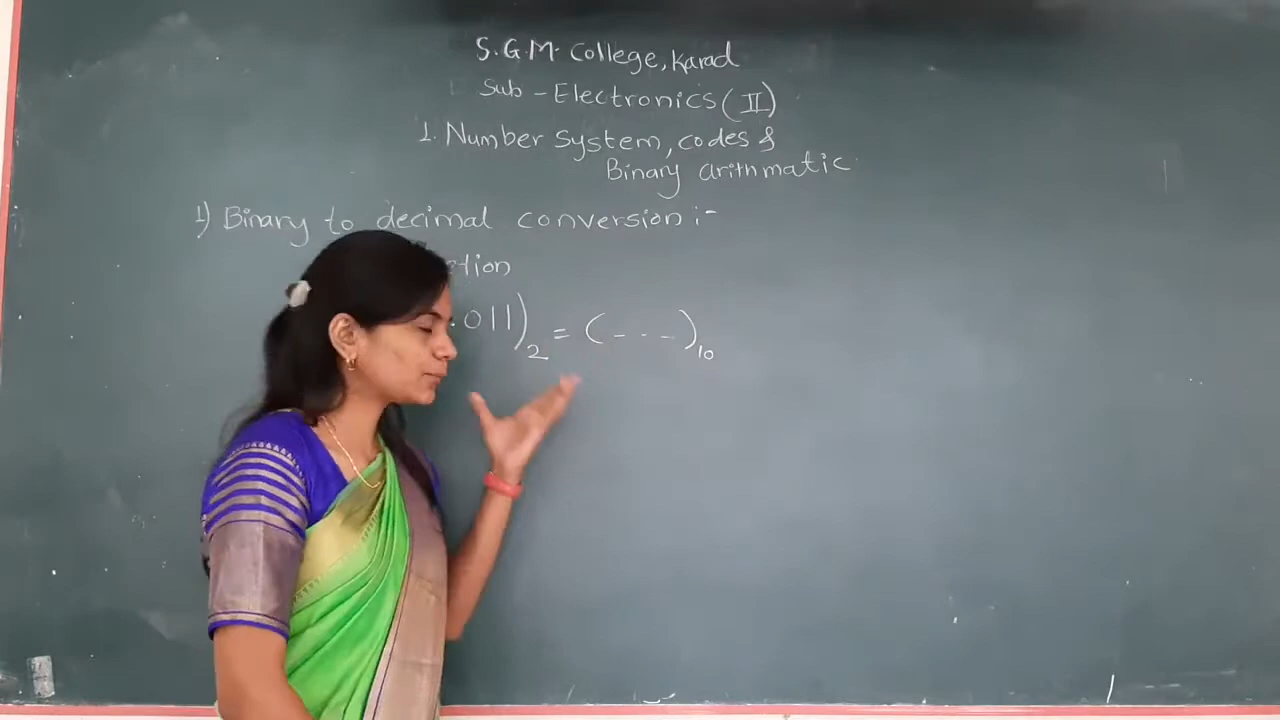 S.G.M. College, Karad
Sub - Electronics (II)
1. Number System, codes &
Binary arithmatic
1) Binary to decimal conversion :-
.011)2 = (---)10